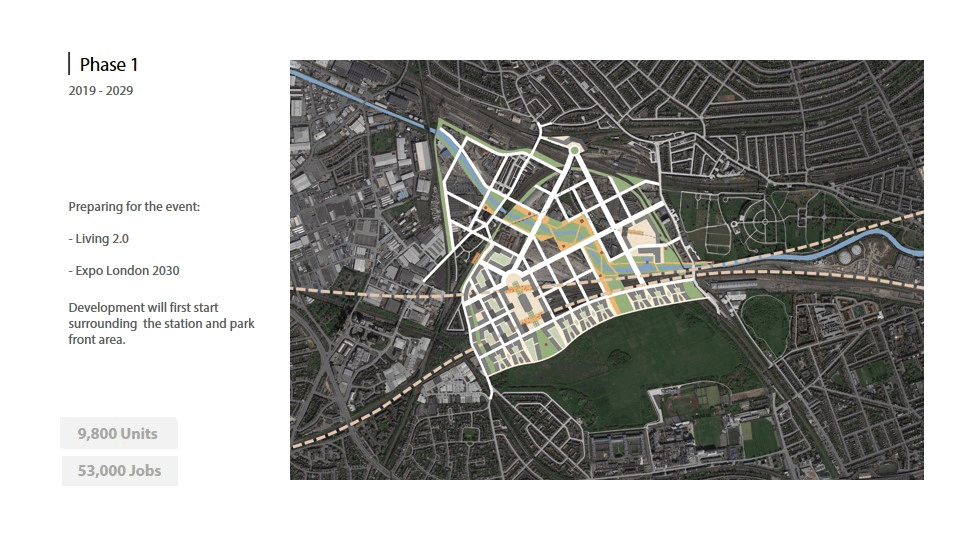 Phase 1
2019 - 2029
Preparing for the event:
- Living 2.0
- Expo London 2030
Development will first start
surrounding the station and park
front area.
9,800 Units
53,000 Jobs